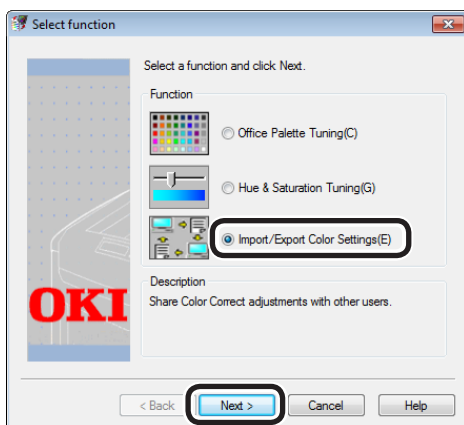 Select function
Select a function and click Next.
Function
Office Palette Tuning(C)
Hue & Saturation Tuning(G)
Import/Export Color Settings(E)
Description
Share Color Correct adjustments with other users.
OKI
< Back
Next >
Cancel
Help